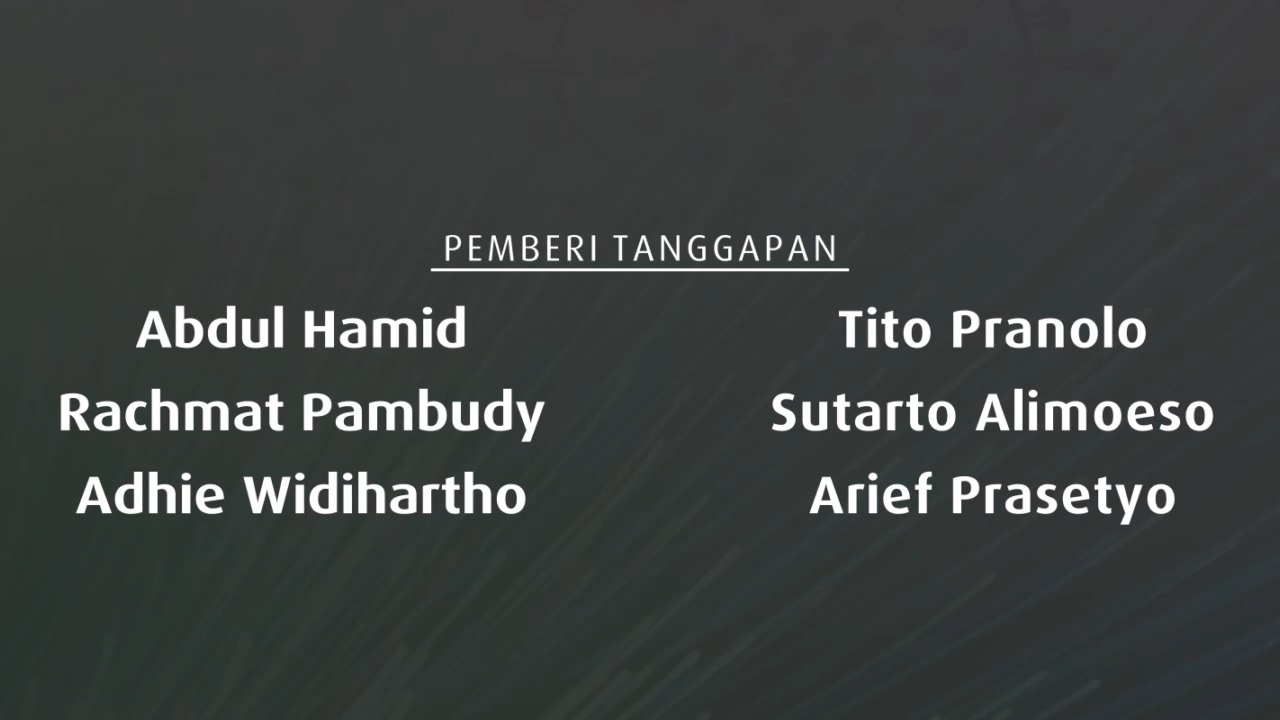 PEMBERI TANGGAPAN
Abdul Hamid
Rachmat Pambudy
Adhie Widihartho
Tito Pranolo
Sutarto Alimoeso
Arief Prasetyo